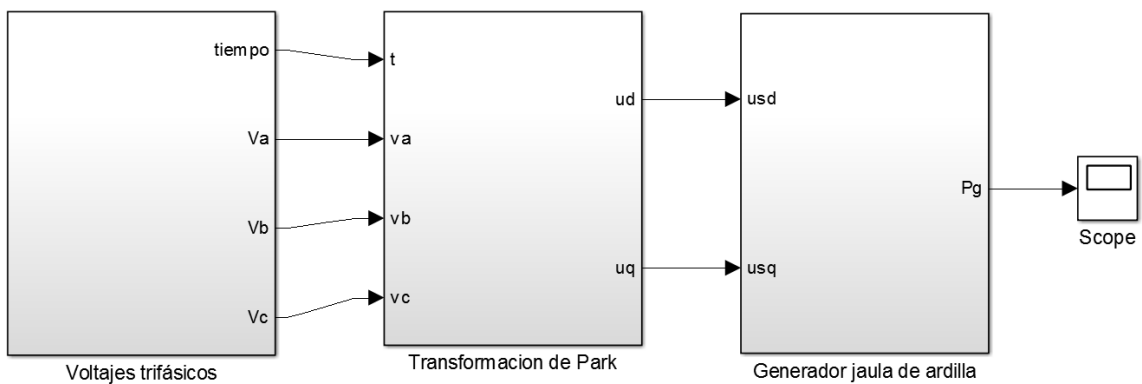 tiempo
Va
Vb
Vc
Voltajes trifásicos
t
va
vb
vc
ud
uq
Transformacion de Park
usd
usq
Pg
Generador jaula de ardilla
Scope